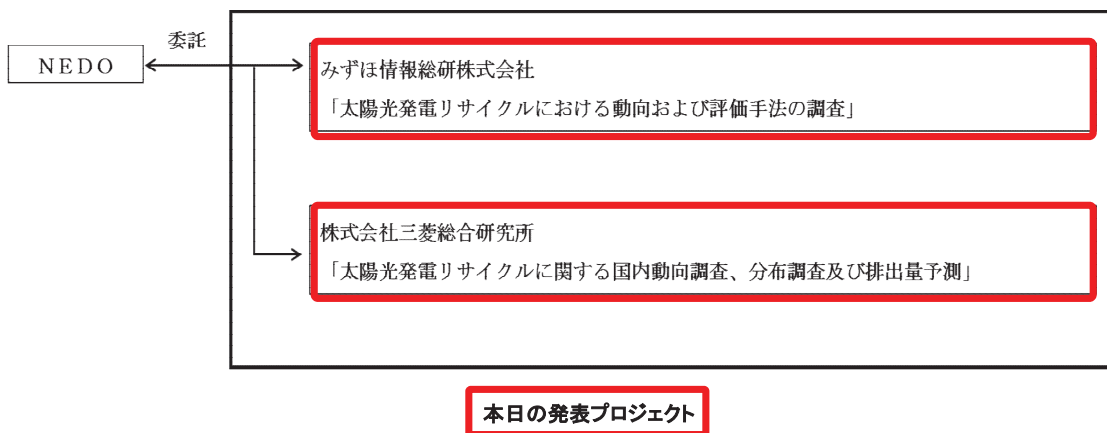 委託
NEDO
みずほ情報総研株式会社
「太陽光発電リサイクルにおける動向および評価手法の調査」
株式会社三菱総合研究所
「太陽光発電リサイクルに関する国内動向調査、分布調査及び排出量予測」
本日の発表プロジェクト